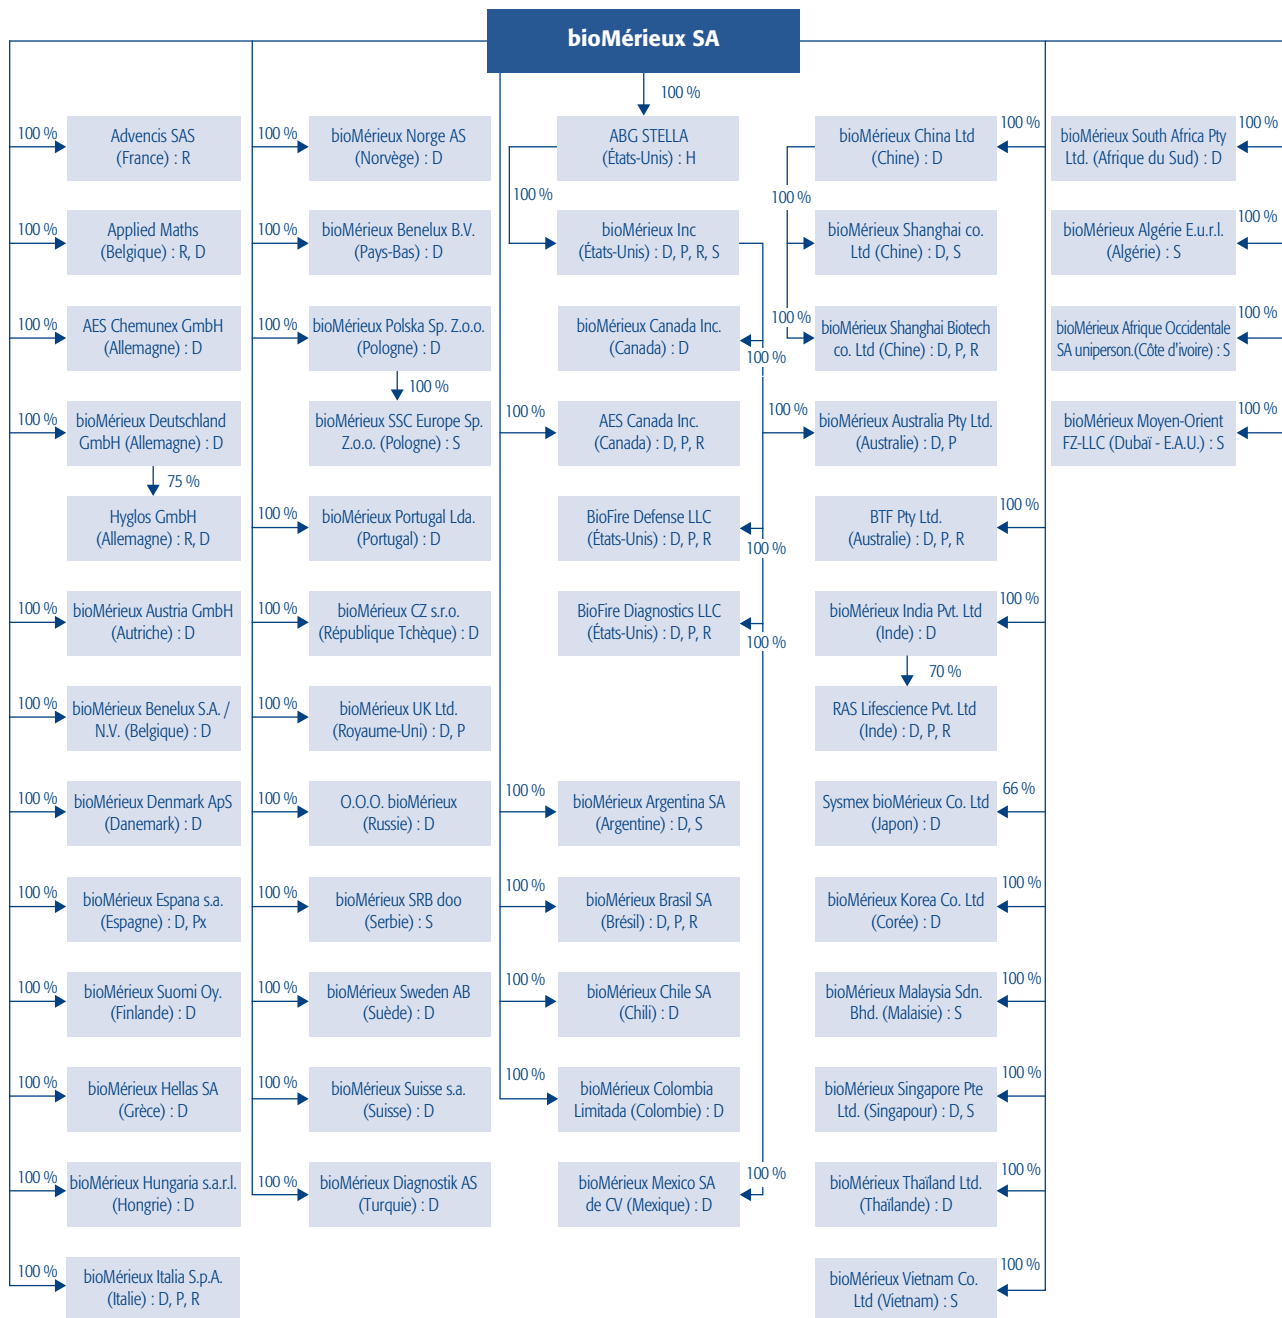 bioMérieux SA
100 %
100 %
Advencis SAS
(France) : R
100 %
Applied Maths
(Belgique) : R, D
100 %
AES Chemunex GmbH
(Allemagne) : D
100 %
bioMérieux Deutschland
GmbH (Allemagne) : D
75 %
Hyglos GmbH
(Allemagne) : R, D
100 %
bioMérieux Austria GmbH
(Autriche) : D
100 %
bioMérieux Benelux S.A. /
N.V. (Belgique) : D
100 %
bioMérieux Denmark ApS
(Danemark) : D
100 %
bioMérieux Espana s.a.
(Espagne) : D, Px
100 %
bioMérieux Suomi Oy.
(Finlande) : D
100 %
bioMérieux Hellas SA
(Grèce) : D
100 %
bioMérieux Hungaria s.a.r.l.
(Hongrie) : D
100 %
bioMérieux Italia S.p.A.
(Italie) : D, P, R
100 %
bioMérieux Norge AS
(Norvège) : D
100 %
bioMérieux Benelux B.V.
(Pays-Bas) : D
100 %
bioMérieux Polska Sp. Z.o.o.
(Pologne) : D
100 %
bioMérieux SSC Europe Sp.
Z.o.o. (Pologne) : S
100 %
bioMérieux Portugal Lda.
(Portugal) : D
100 %
bioMérieux CZ s.r.o.
(République Tchèque) : D
100 %
bioMérieux UK Ltd.
(Royaume-Uni) : D, P
100 %
O.O.O. bioMérieux
(Russie) : D
100 %
bioMérieux SRB doo
(Serbie) : S
100 %
bioMérieux Sweden AB
(Suède) : D
100 %
bioMérieux Suisse s.a.
(Suisse) : D
100 %
bioMérieux Diagnostik AS
(Turquie) : D
ABG STELLA
(États-Unis) : H
100 %
bioMérieux Inc
(États-Unis) : D, P, R, S
bioMérieux Canada Inc.
(Canada) : D
100 %
100 %
AES Canada Inc.
(Canada) : D, P, R
BioFire Defense LLC
(États-Unis) : D, P, R
100 %
BioFire Diagnostics LLC
(États-Unis) : D, P, R
100 %
100 %
bioMérieux Argentina SA
(Argentine) : D, S
100 %
bioMérieux Brasil SA
(Brésil) : D, P, R
100 %
bioMérieux Chile SA
(Chili) : D
100 %
bioMérieux Colombia
Limitada (Colombie) : D
bioMérieux Mexico SA
de CV (Mexique) : D
100 %
bioMérieux China Ltd
(Chine) : D
100 %
100 %
bioMérieux Shanghai co.
Ltd (Chine) : D, S
100 %
bioMérieux Shanghai Biotech
co. Ltd (Chine) : D, P, R
100 %
bioMérieux Australia Pty Ltd.
(Australie) : D, P
BTF Pty Ltd.
(Australie) : D, P, R
100 %
bioMérieux India Pvt. Ltd
(Inde) : D
100 %
70 %
RAS Lifescience Pvt. Ltd
(Inde) : D, P, R
Sysmex bioMérieux Co. Ltd
(Japon) : D
66 %
bioMérieux Korea Co. Ltd
(Corée) : D
100 %
bioMérieux Malaysia Sdn.
Bhd. (Malaisie) : S
100 %
bioMérieux Singapore Pte
Ltd. (Singapour) : D, S
100 %
bioMérieux Thaïland Ltd.
(Thaïlande) : D
100 %
bioMérieux Vietnam Co.
Ltd (Vietnam) : S
100 %
bioMérieux South Africa Pty
Ltd. (Afrique du Sud) : D
100 %
bioMérieux Algérie E.u.r.l.
(Algérie) : S
100 %
bioMérieux Afrique Occidentale
SA uniperson.(Côte d'ivoire) : S
100 %
bioMérieux Moyen-Orient
FZ-LLC (Dubaï - E.A.U.) : S
100 %